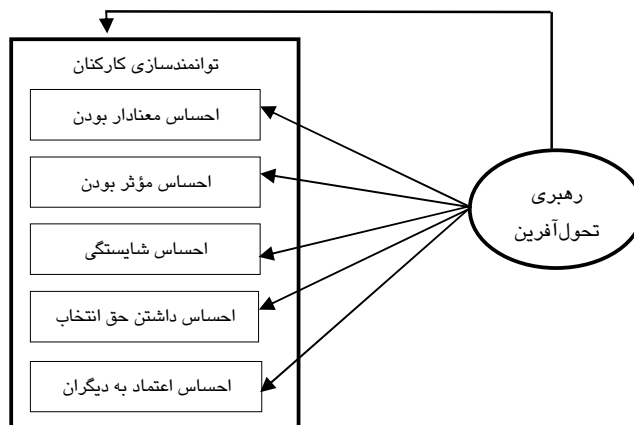 توانمندسازی کارکنان
احساس معنادار بودن
احساس مؤثر بودن
احساس شایستگی
احساس داشتن حق انتخاب
احساس اعتماد به دیگران
رهبری
تحول‌آفرین